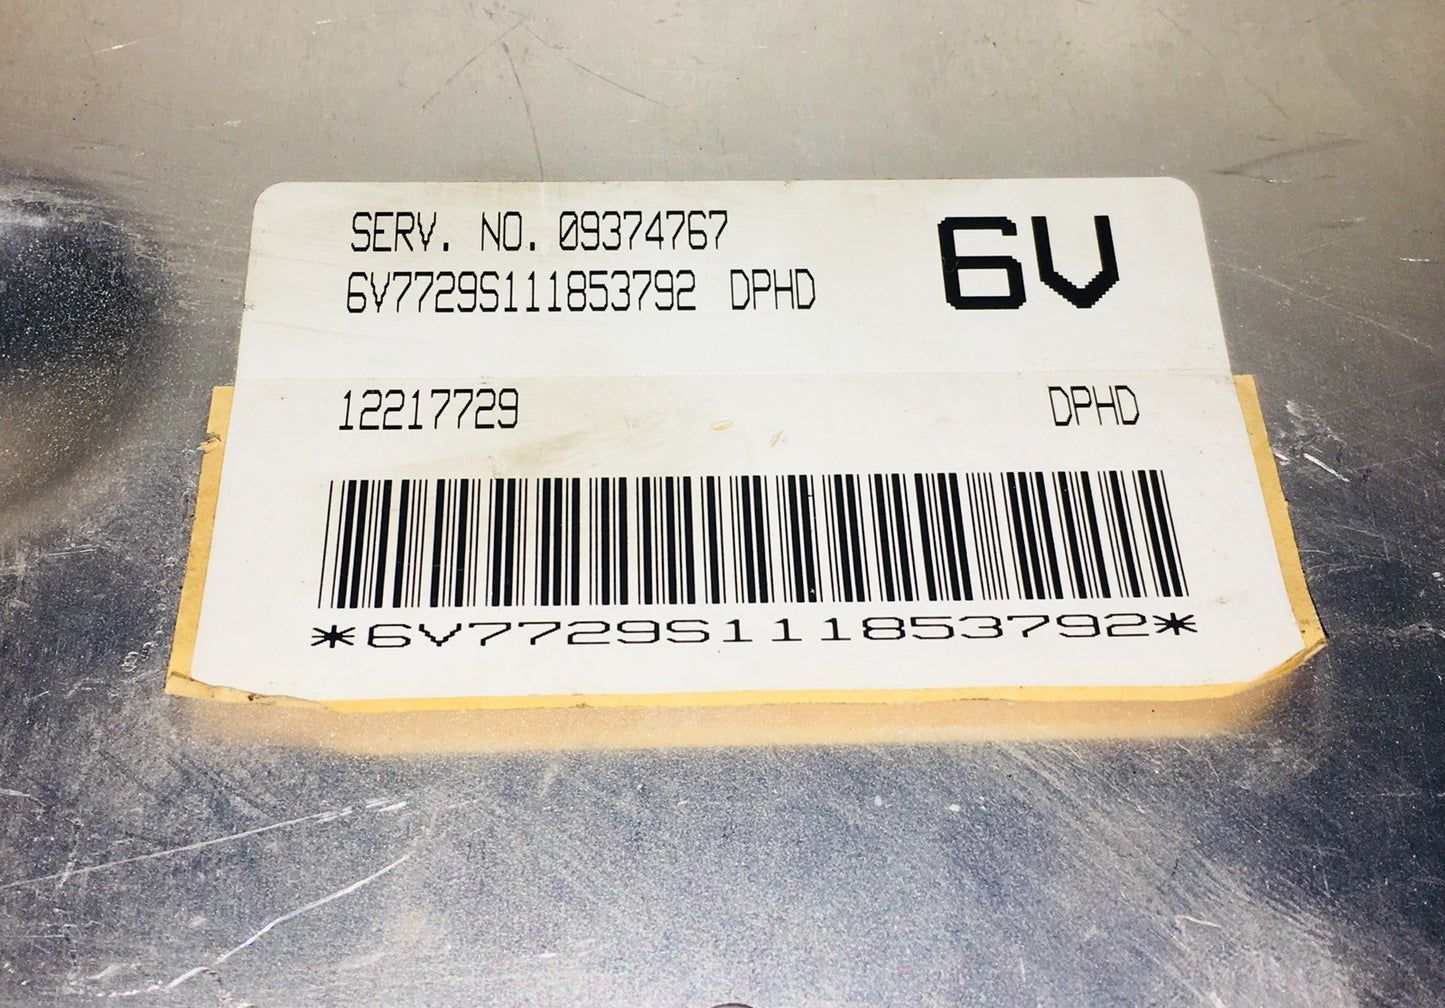 SERV. NO. 09374767
6V
6V7729S111853792 DPHD
12217729 DPHD
*6V7729S111853792*